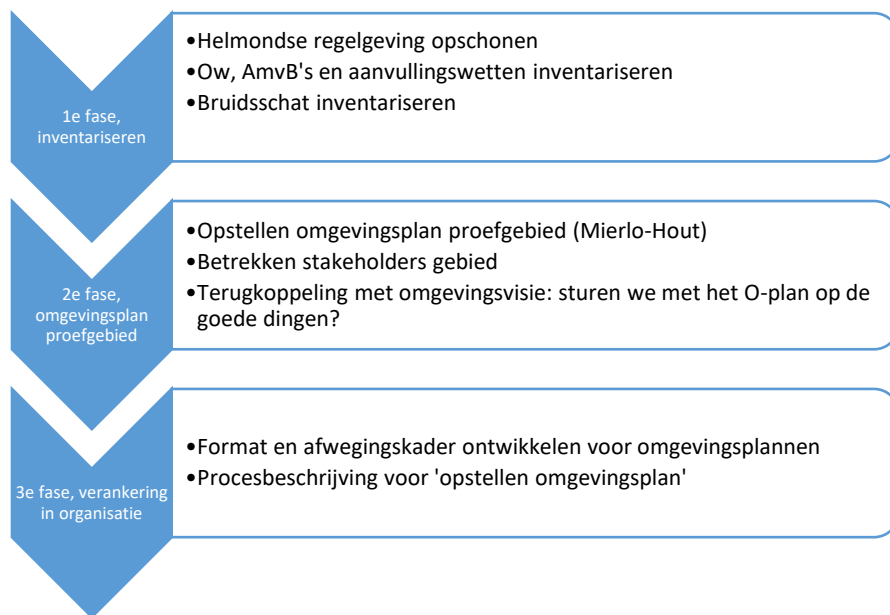 1e fase,
inventariseren
•Helmondse regelgeving opschonen
•Ow, AmvB's en aanvullingswetten inventariseren
•Bruidsschat inventariseren
2e fase,
omgevingsplan
proefgebied
•Opstellen omgevingsplan proefgebied (Mierlo-Hout)
•Betrekken stakeholders gebied
•Terugkoppeling met omgevingsvisie: sturen we met het O-plan op de
goede dingen?
3e fase, verankering
in organisatie
•Format en afwegingskader ontwikkelen voor omgevingsplannen
•Procesbeschrijving voor 'opstellen omgevingsplan'